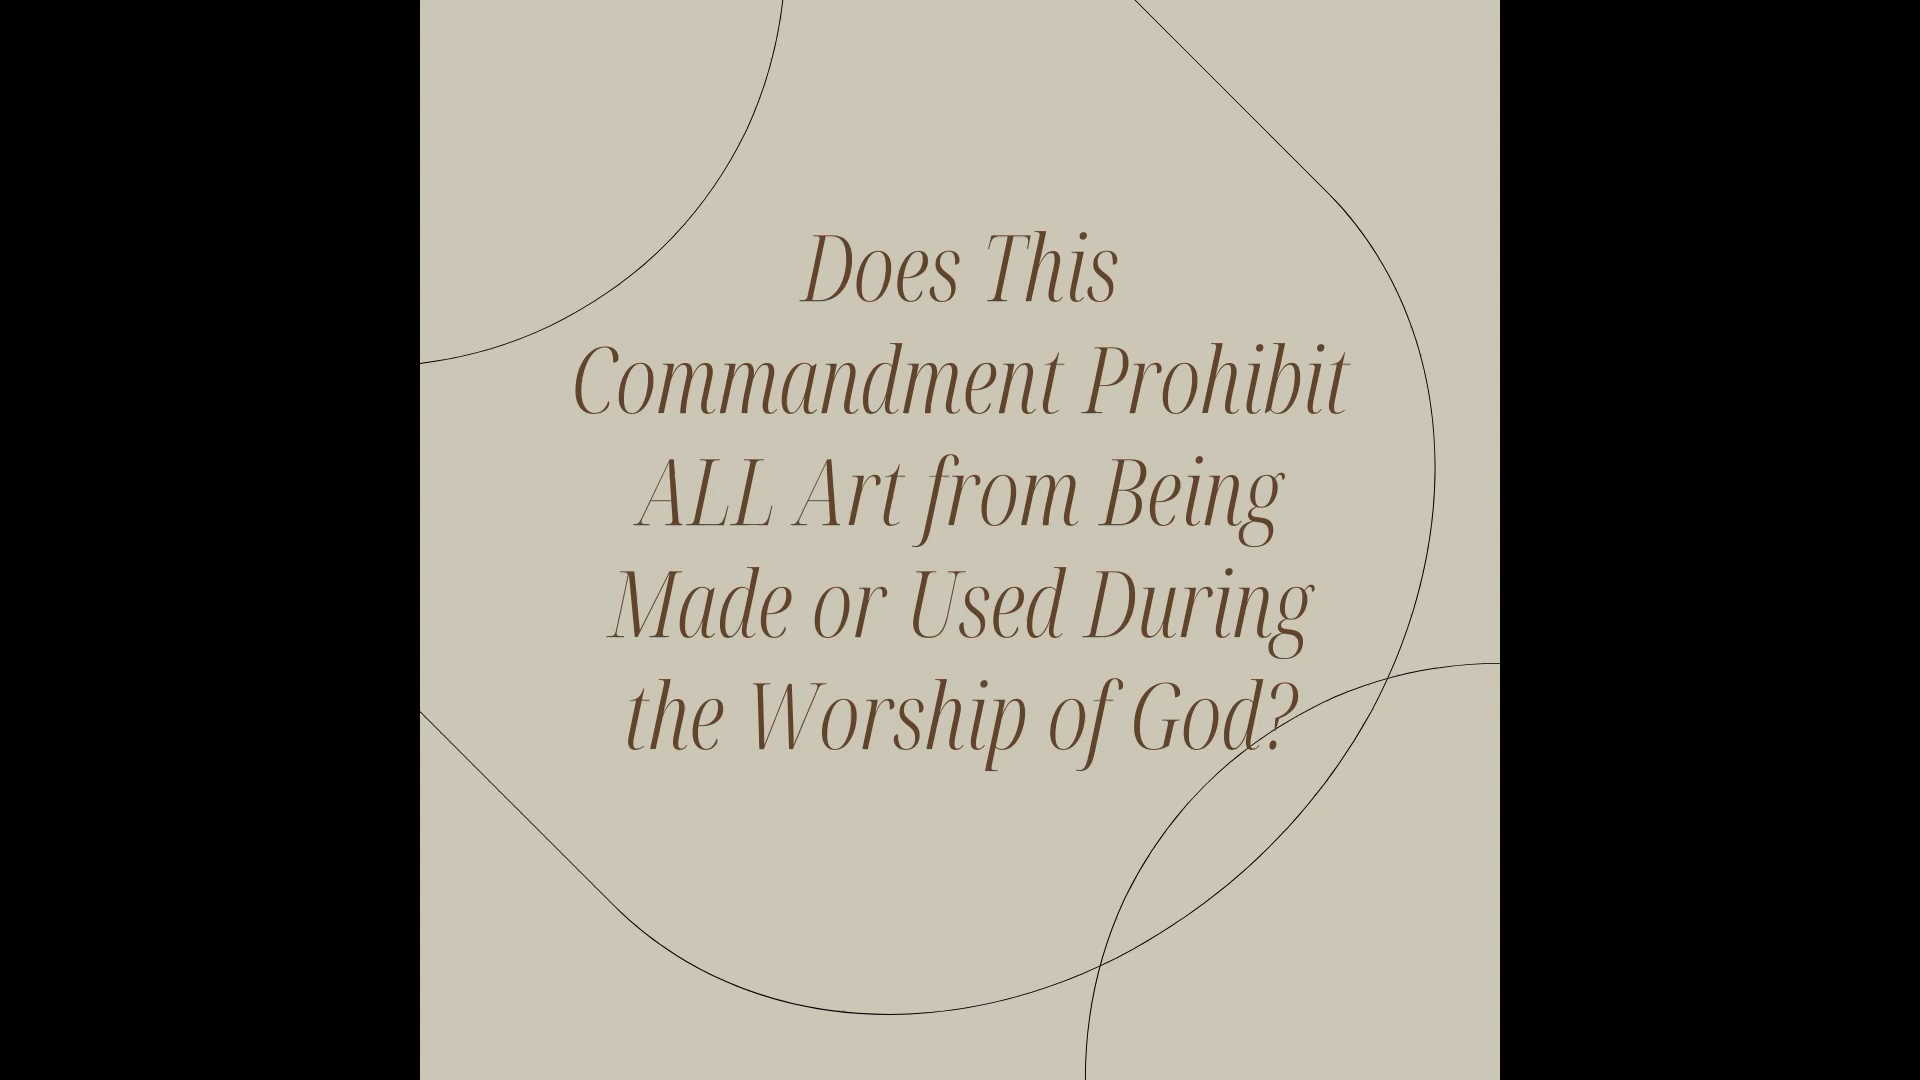 Does This
Commandment Prohibit
ALL Art from Being
Made or Used During
the Worship of God?